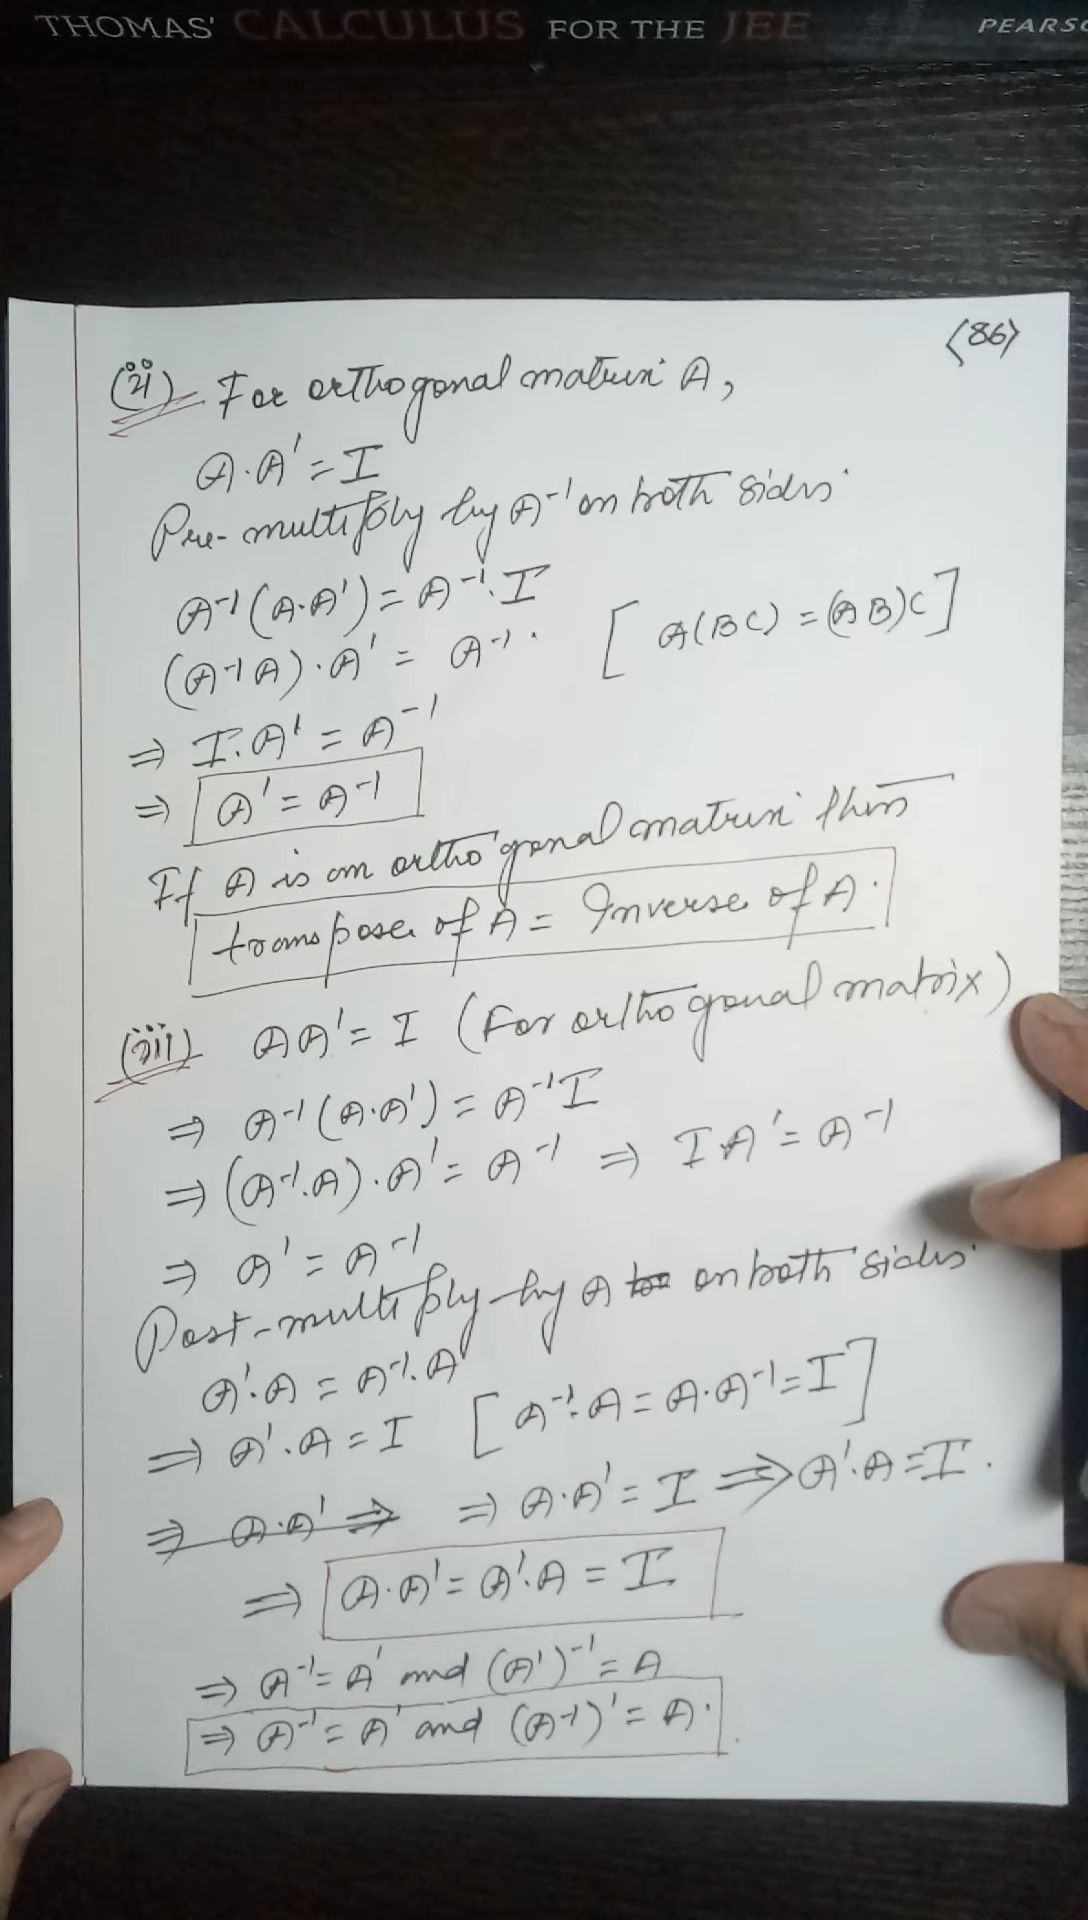 THOMAS' CALCULUS FOR THE JEE PEARSO
<86>
(ii) For orthogonal matrix A,
A·A' = I
Pre-multiply by A⁻¹ on both sides·
A⁻¹(A·A') = A⁻¹·I
(A⁻¹A)·A' = A⁻¹· [A(BC) = (AB)C]
⇒ I·A' = A⁻¹
⇒ A' = A⁻¹
If A is an orthogonal matrix then
transpose of A = Inverse of A·
(iii) AA' = I (For orthogonal matrix)
⇒ A⁻¹(A·A') = A⁻¹I
⇒ (A⁻¹·A)·A' = A⁻¹ ⇒ I·A' = A⁻¹
⇒ A' = A⁻¹
Post-multiply by A on both sides·
A'·A = A⁻¹·A
⇒ A'·A = I [A⁻¹·A = A·A⁻¹ = I]
⇒ A·A' ⇒ ⇒ A·A' = I ⇒ A'·A = I.
⇒ A·A' = A'·A = I
⇒ A⁻¹ = A' and (A')⁻¹ = A
⇒ A⁻¹ = A' and (A⁻¹)' = A·